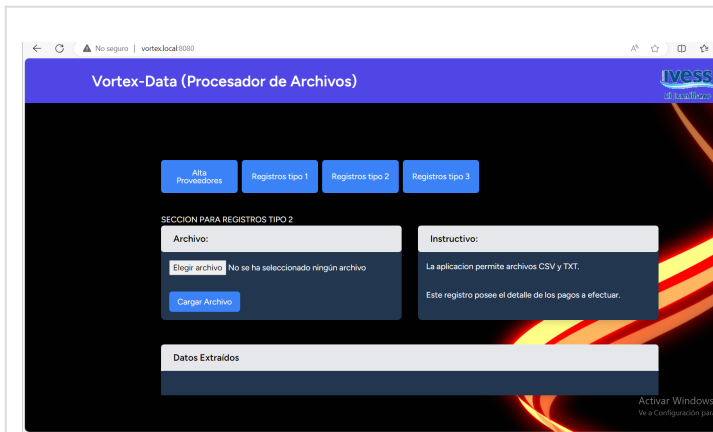 No seguro
vortex.local:8080
Vortex-Data (Procesador de Archivos)
IVESS
El Jumillano
Alta
Proveedores
Registros tipo 1
Registros tipo 2
Registros tipo 3
SECCION PARA REGISTROS TIPO 2
Archivo:
Instructivo:
Elegir archivo No se ha seleccionado ningún archivo
La aplicacion permite archivos CSV y TXT.
Cargar Archivo
Este registro posee el detalle de los pagos a efectuar.
Datos Extraídos
Activar Windows
Ve a Configuración para